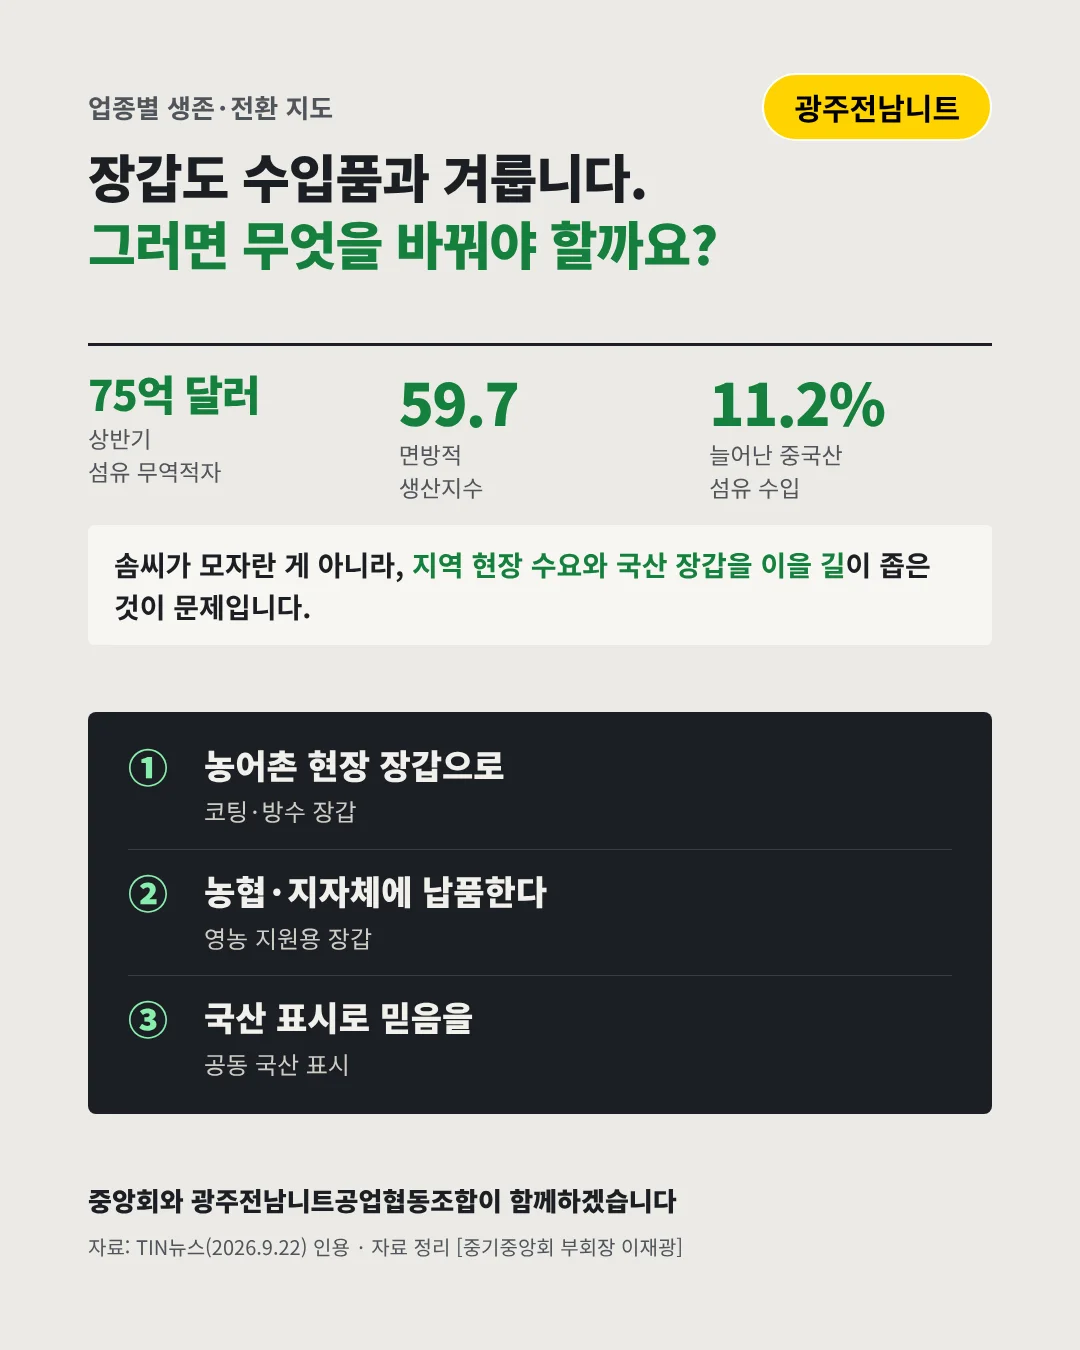 업종별 생존·전환 지도
광주전남니트
장갑도 수입품과 겨룹니다.
그러면 무엇을 바꿔야 할까요?
75억 달러
상반기
섬유 무역적자
59.7
면방적
생산지수
11.2%
늘어난 중국산
섬유 수입
솜씨가 모자란 게 아니라, 지역 현장 수요와 국산 장갑을 이을 길이 좁은
것이 문제입니다.
① 농어촌 현장 장갑으로
코팅·방수 장갑
② 농협·지자체에 납품한다
영농 지원용 장갑
③ 국산 표시로 믿음을
공동 국산 표시
중앙회와 광주전남니트공업협동조합이 함께하겠습니다
자료: TIN뉴스(2026.9.22) 인용 · 자료 정리 [중기중앙회 부회장 이재광]